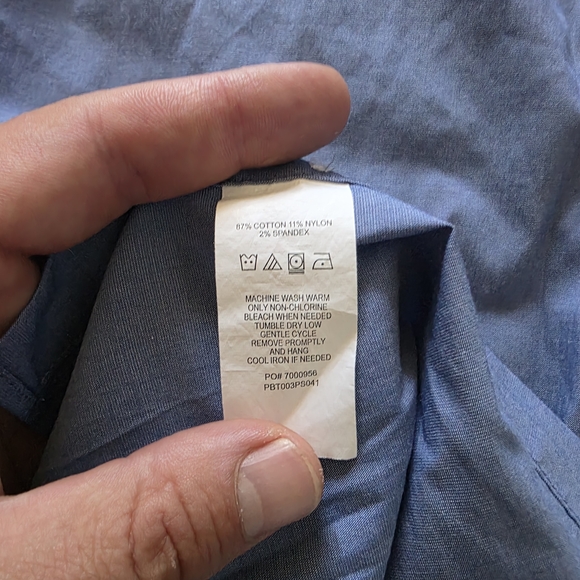 87% COTTON 11% NYLON
2% SPANDEX
MACHINE WASH WARM
ONLY NON-CHLORINE
BLEACH WHEN NEEDED
TUMBLE DRY LOW
GENTLE CYCLE
REMOVE PROMPTLY
AND HANG
COOL IRON IF NEEDED
PO# 7000956
PBT003PS041